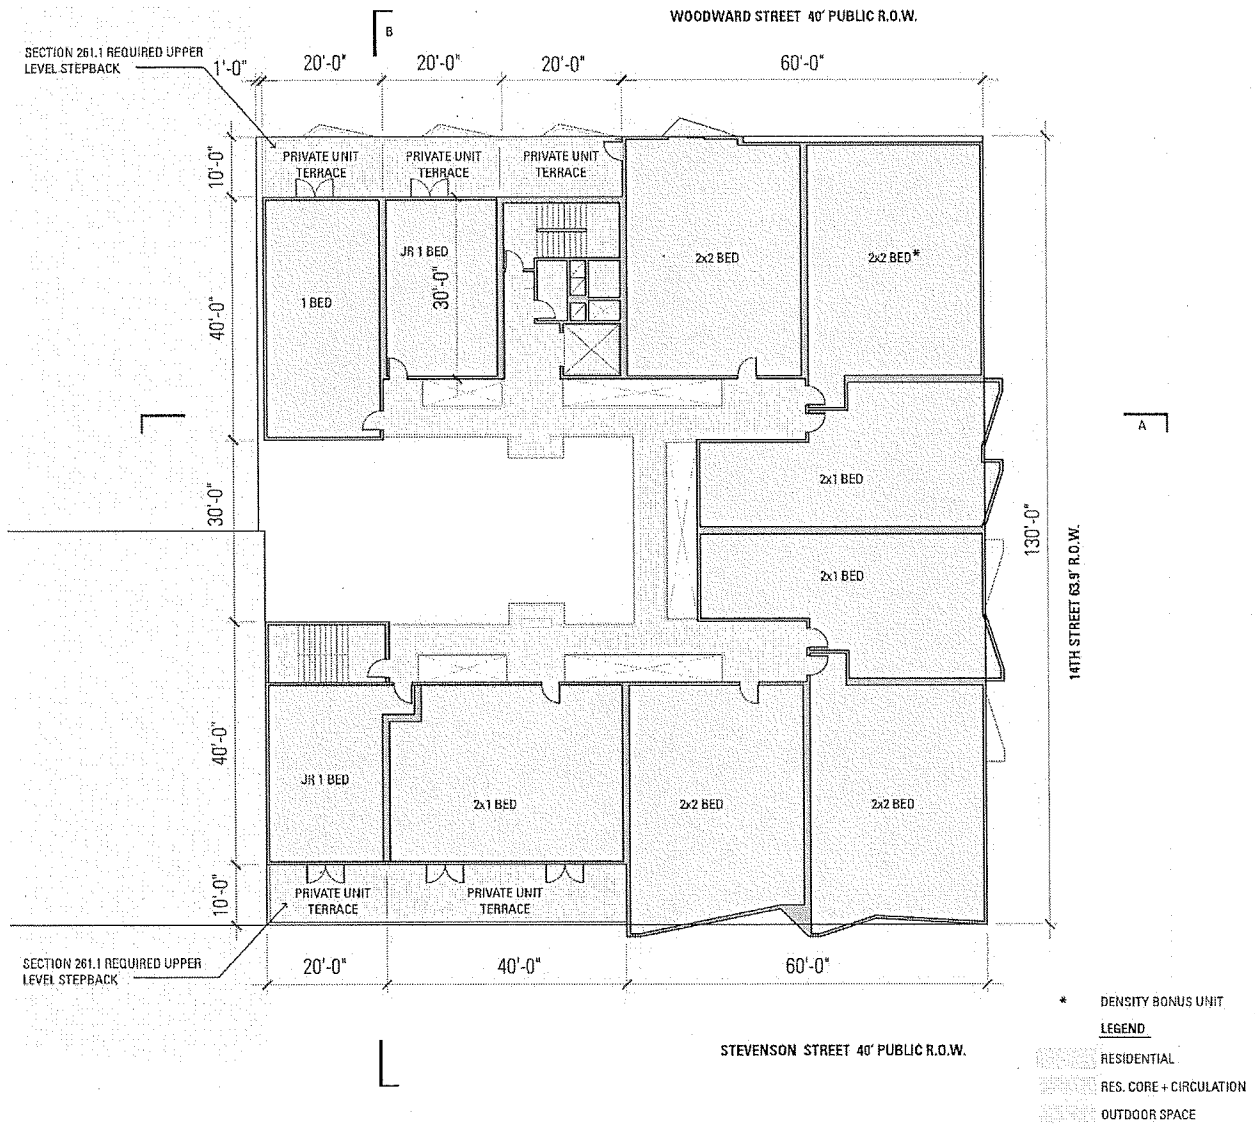 WOODWARD STREET 40' PUBLIC R.O.W.
B
SECTION 261.1 REQUIRED UPPER
LEVEL STEPBACK
1'-0"
20'-0"
20'-0"
20'-0"
60'-0"
10'-0"
PRIVATE UNIT
TERRACE
PRIVATE UNIT
TERRACE
PRIVATE UNIT
TERRACE
40'-0"
1 BED
JR 1 BED
30'-0"
2x2 BED
2x2 BED*
A
30'-0"
2x1 BED
2x1 BED
130'-0"
14TH STREET 63.9' R.O.W.
40'-0"
JR 1 BED
2x1 BED
2x2 BED
2x2 BED
10'-0"
PRIVATE UNIT
TERRACE
PRIVATE UNIT
TERRACE
SECTION 261.1 REQUIRED UPPER
LEVEL STEPBACK
20'-0"
40'-0"
60'-0"
STEVENSON STREET 40' PUBLIC R.O.W.
* DENSITY BONUS UNIT
LEGEND
RESIDENTIAL
RES. CORE + CIRCULATION
OUTDOOR SPACE